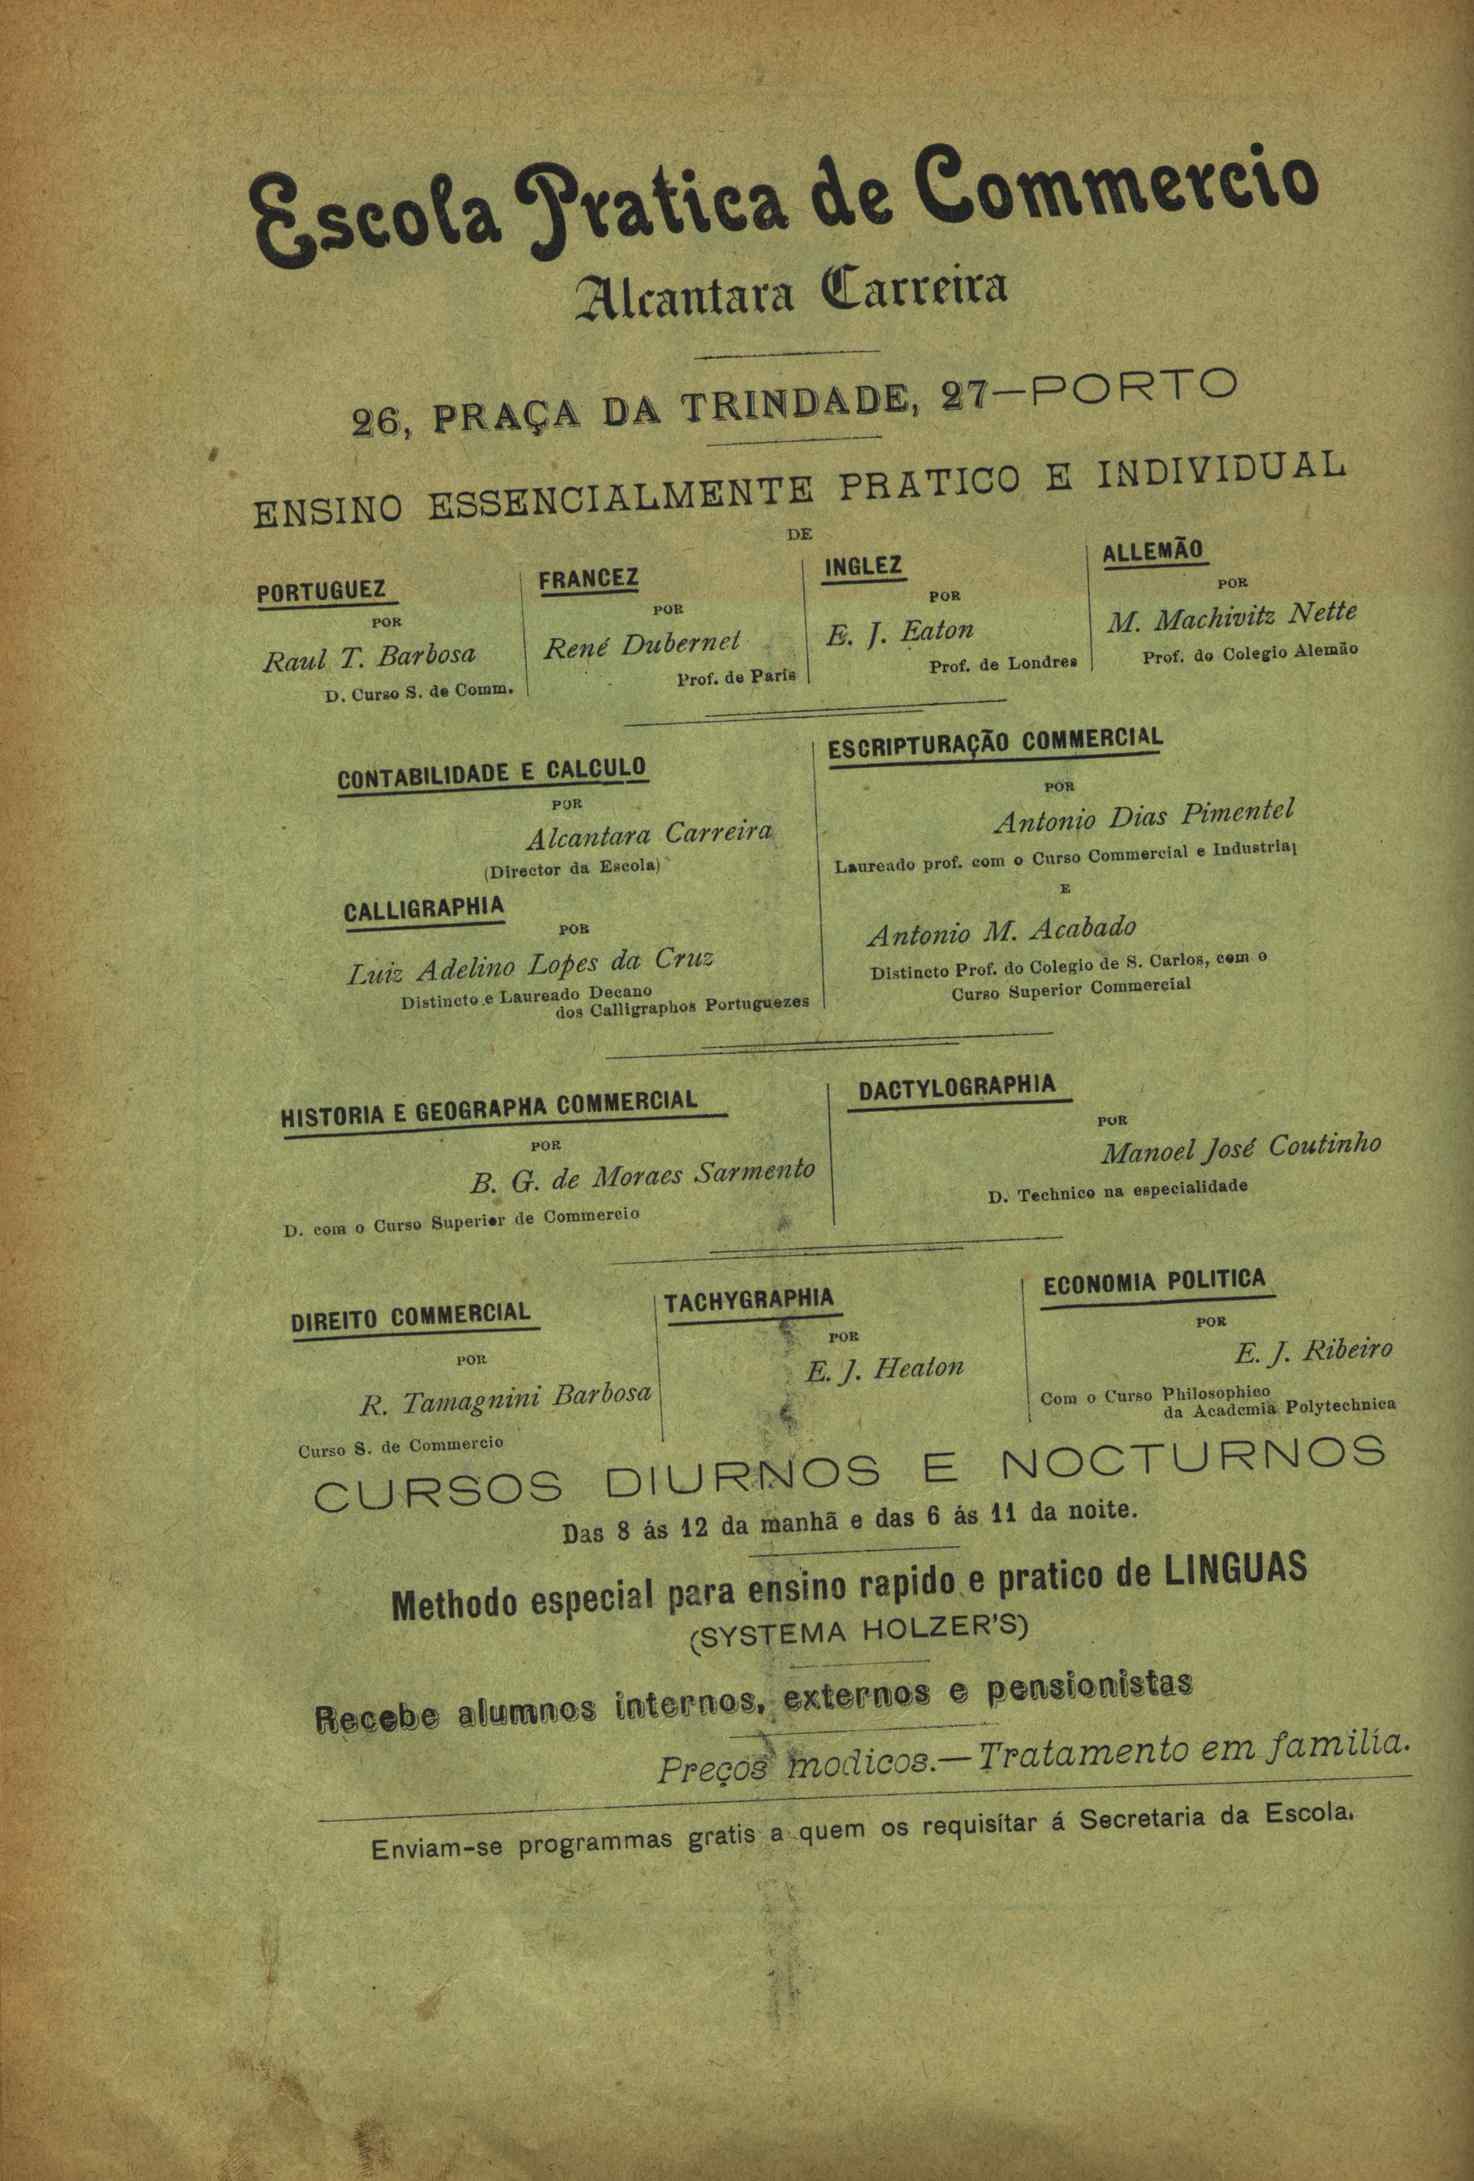 Escola Pratica de Commercio
Alcantara Carreira
26, PRAÇA DA TRINDADE, 27—PORTO
ENSINO ESSENCIALMENTE PRATICO E INDIVIDUAL
DE
PORTUGUEZ
POR
Raul T. Barbosa
D. Curso S. de Comm.
FRANCEZ
POR
René Dubernet
Prof. de Paris
INGLEZ
POR
E. J. Eaton
Prof. de Londres
ALLEMÃO
POR
M. Machivitz Nette
Prof. do Colegio Alemão
CONTABILIDADE E CALCULO
POR
Alcantara Carreira
(Director da Escola)
CALLIGRAPHIA
POR
Luiz Adelino Lopes da Cruz
Distincto e Laureado Decano
dos Calligraphos Portuguezes
ESCRIPTURAÇÃO COMMERCIAL
POR
Antonio Dias Pimentel
Laureado prof. com o Curso Commercial e Industrial
E
Antonio M. Acabado
Distincto Prof. do Colegio de S. Carlos, com o
Curso Superior Commercial
HISTORIA E GEOGRAPHA COMMERCIAL
POR
B. G. de Moraes Sarmento
D. com o Curso Superior de Commercio
DACTYLOGRAPHIA
POR
Manoel José Coutinho
D. Technico na especialidade
DIREITO COMMERCIAL
POR
R. Tamagnini Barbosa
Curso S. de Commercio
TACHYGRAPHIA
POR
E. J. Heaton
ECONOMIA POLITICA
POR
E. J. Ribeiro
Com o Curso Philosophico
da Academia Polytechnica
CURSOS DIURNOS E NOCTURNOS
Das 8 ás 12 da manhã e das 6 ás 11 da noite.
Methodo especial para ensino rapido e pratico de LINGUAS
(SYSTEMA HOLZER'S)
Recebe alumnos internos, externos e pensionistas
Preços modicos.—Tratamento em familia.
Enviam-se programmas gratis a quem os requisitar á Secretaria da Escola.